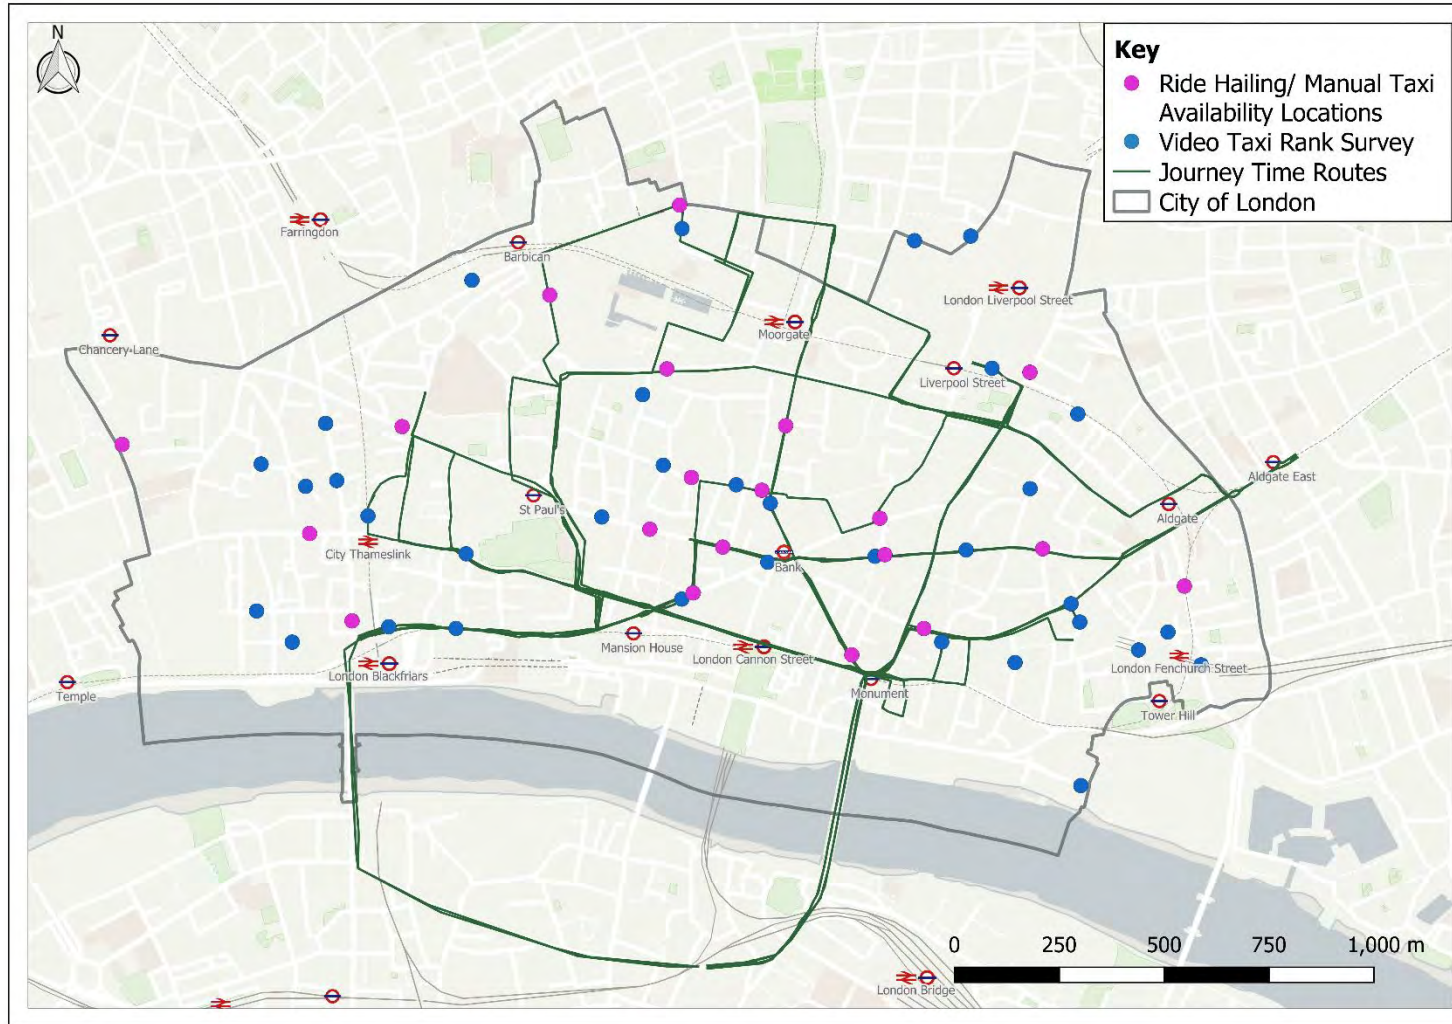 N
Key
Ride Hailing/ Manual Taxi
Availability Locations
Video Taxi Rank Survey
Journey Time Routes
City of London
Farringdon
Barbican
London Liverpool Street
Moorgate
Chancery Lane
Liverpool Street
Aldgate East
St Paul's
Aldgate
City Thameslink
Bank
Mansion House
London Cannon Street
London Blackfriars
London Fenchurch Street
Temple
Monument
Tower Hill
0 250 500 750 1,000 m
London Bridge